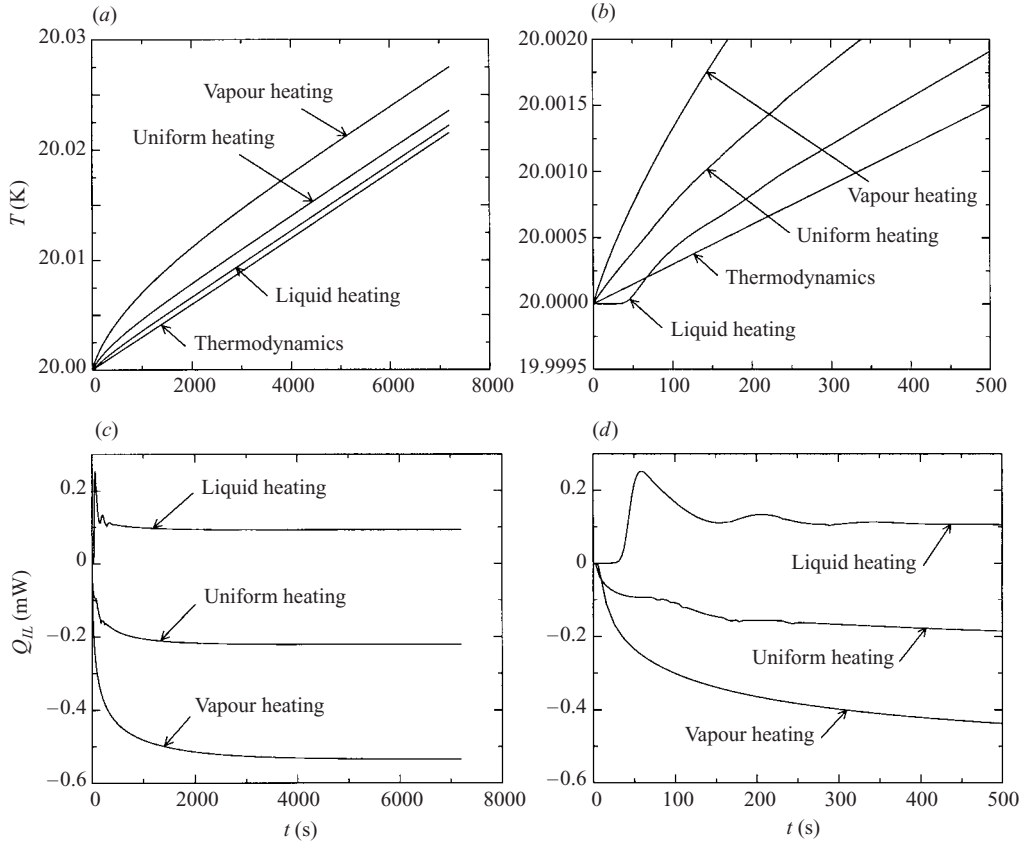 (a)
20.03
20.02
20.01
20.00
T (K)
Vapour heating
Uniform heating
Liquid heating
Thermodynamics
0
2000
4000
6000
8000
(b)
20.0020
20.0015
20.0010
20.0005
20.0000
19.9995
Vapour heating
Uniform heating
Thermodynamics
Liquid heating
0
100
200
300
400
500
(c)
0.2
0
−0.2
−0.4
−0.6
Q_IL (mW)
Liquid heating
Uniform heating
Vapour heating
0
2000
4000
6000
8000
t (s)
(d)
0.2
0
−0.2
−0.4
−0.6
Liquid heating
Uniform heating
Vapour heating
0
100
200
300
400
500
t (s)